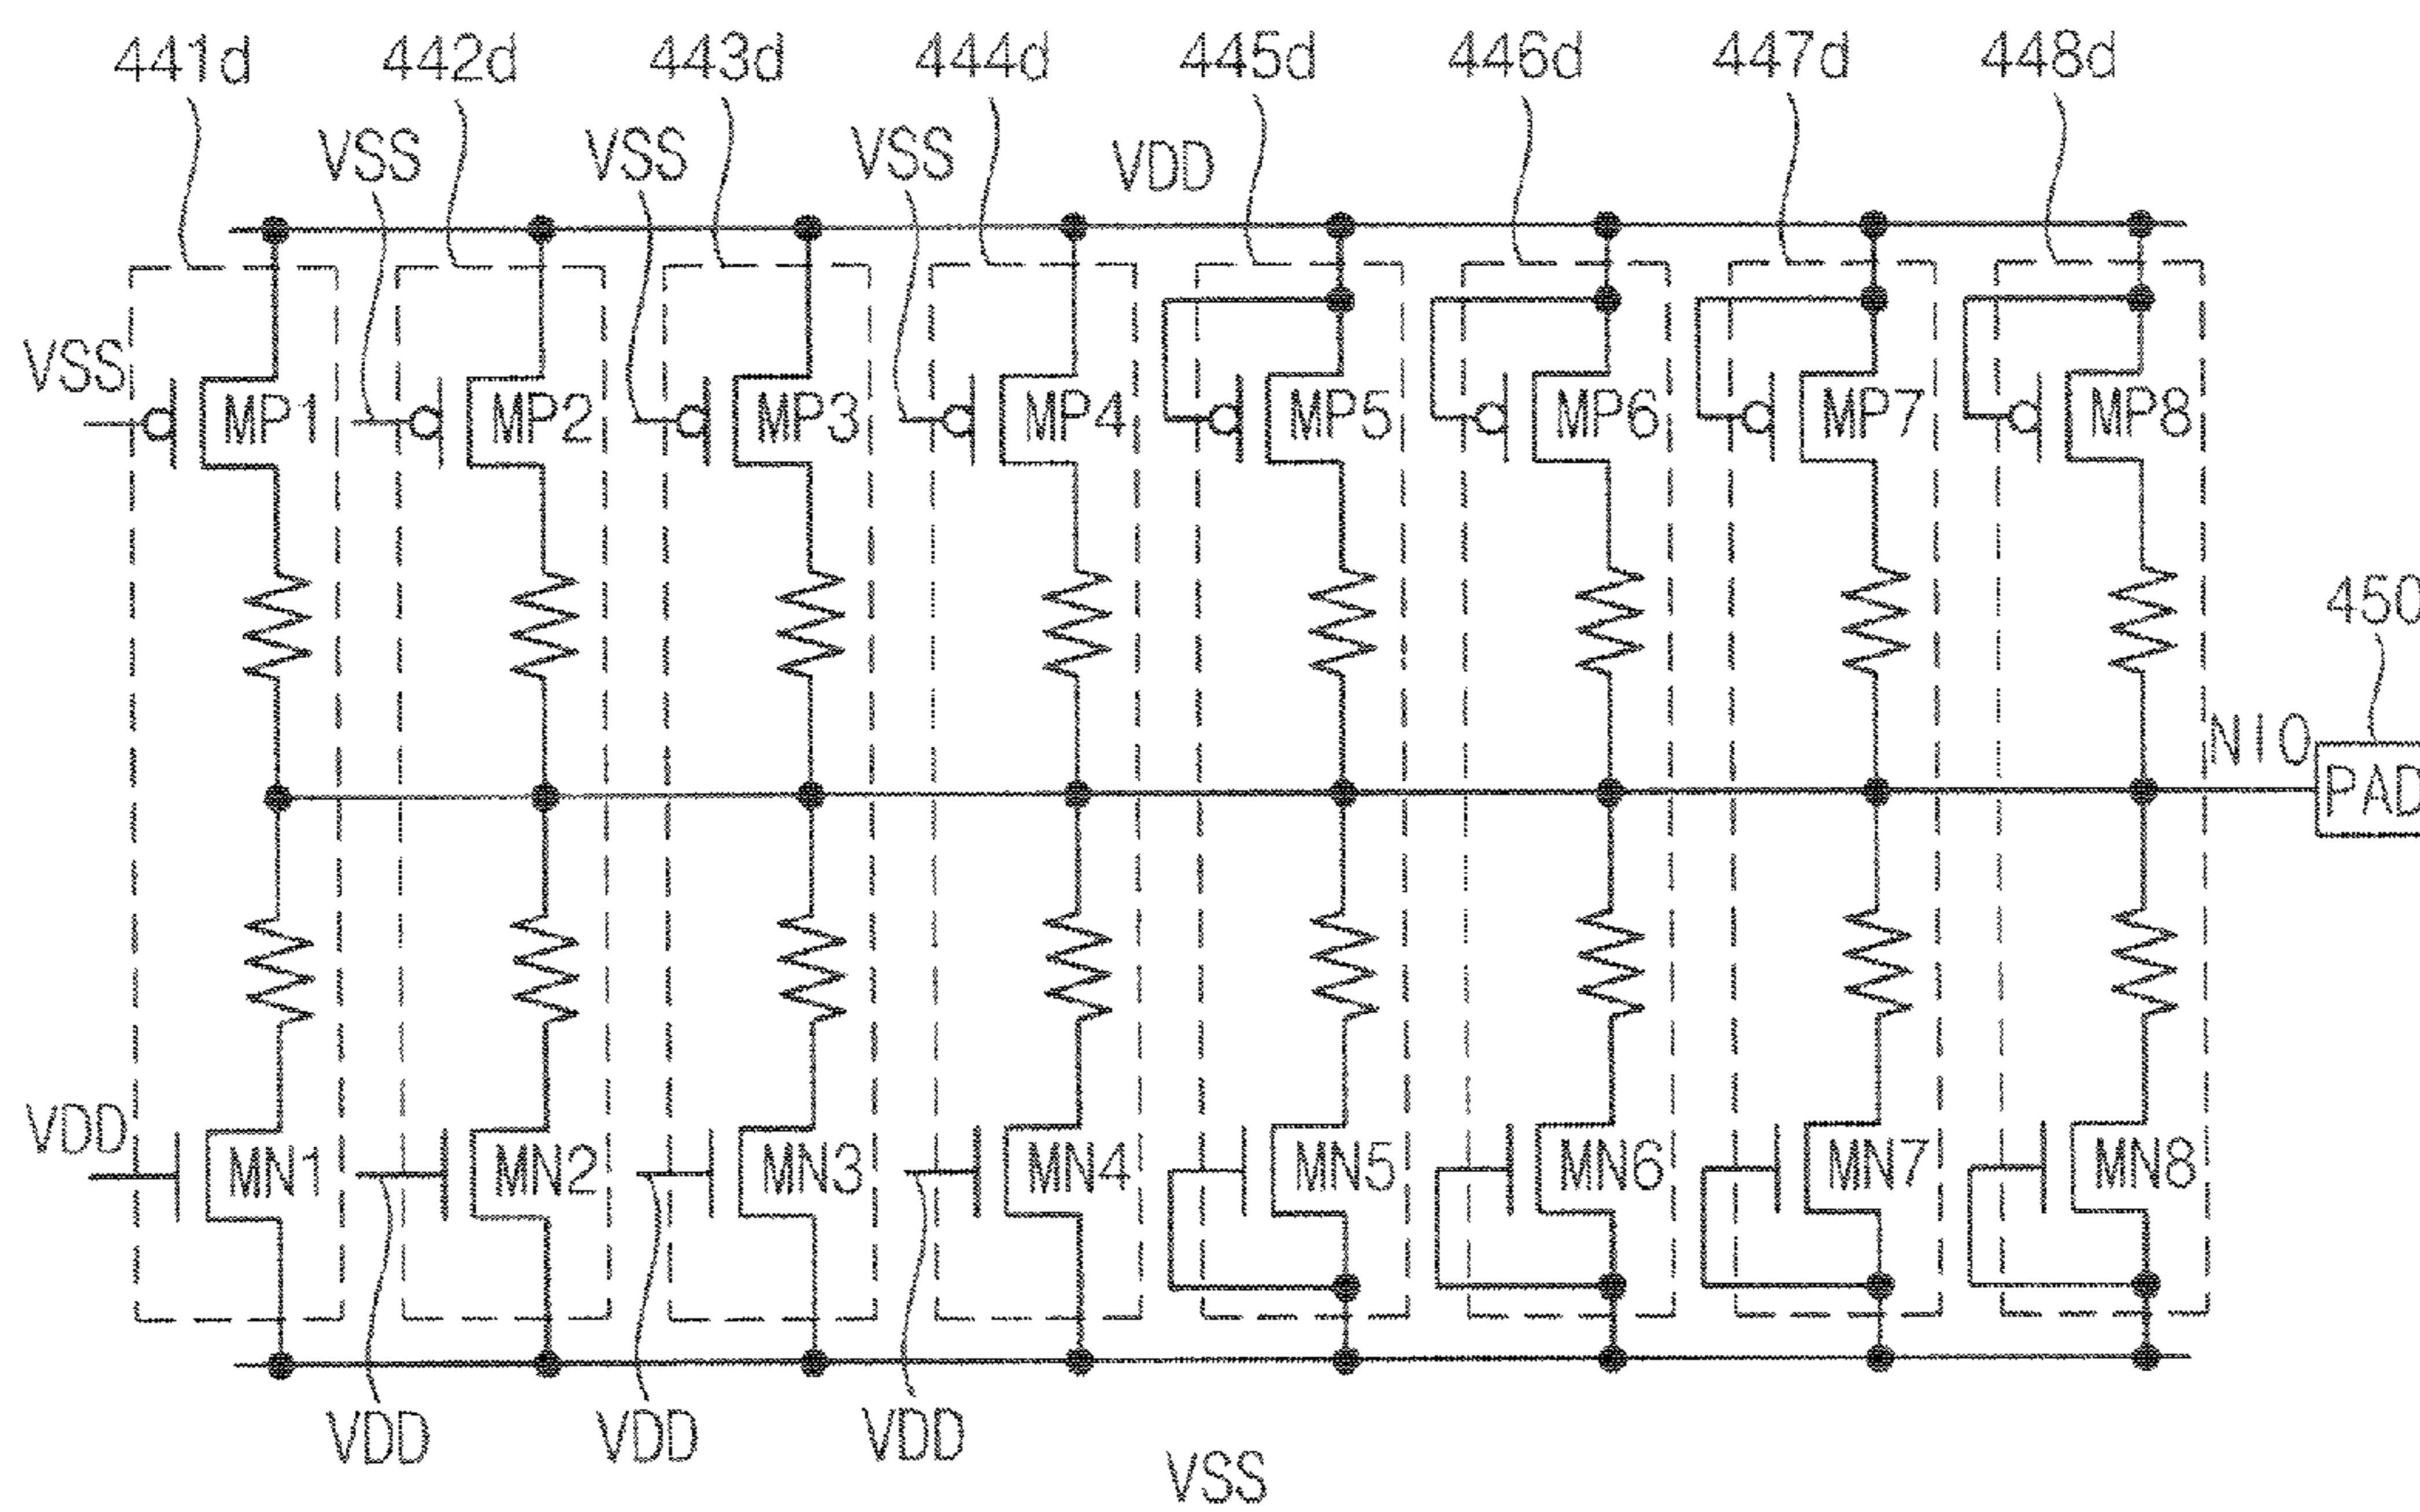 441d 442d 443d 444d 445d 446d 447d 448d
VSS VSS VSS VDD
VSS MP1 MP2 MP3 MP4 MP5 MP6 MP7 MP8
450
NIO
PAD
VDD MN1 MN2 MN3 MN4 MN5 MN6 MN7 MN8
VDD VDD VDD
VSS